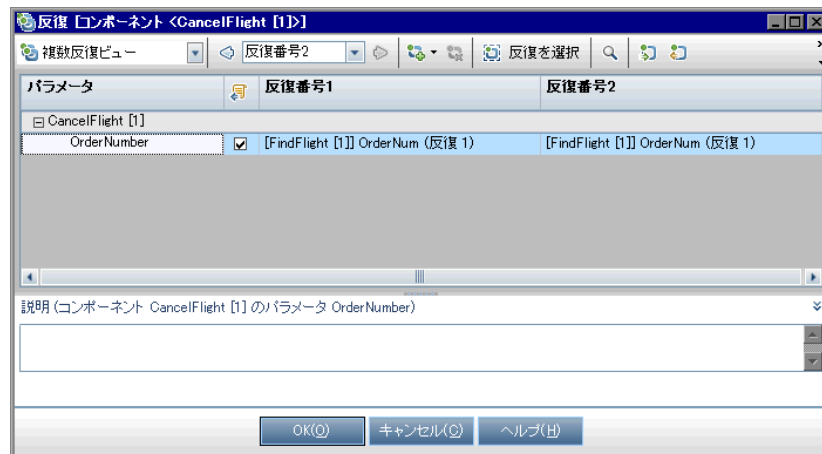 反復 [コンポーネント <CancelFlight [1]>]
複数反復ビュー 反復番号2 反復を選択
パラメータ 反復番号1 反復番号2
CancelFlight [1]
OrderNumber [FindFlight [1]] OrderNum (反復 1) [FindFlight [1]] OrderNum (反復 1)
説明 (コンポーネント CancelFlight [1] のパラメータ OrderNumber)
OK(O) キャンセル(C) ヘルプ(H)